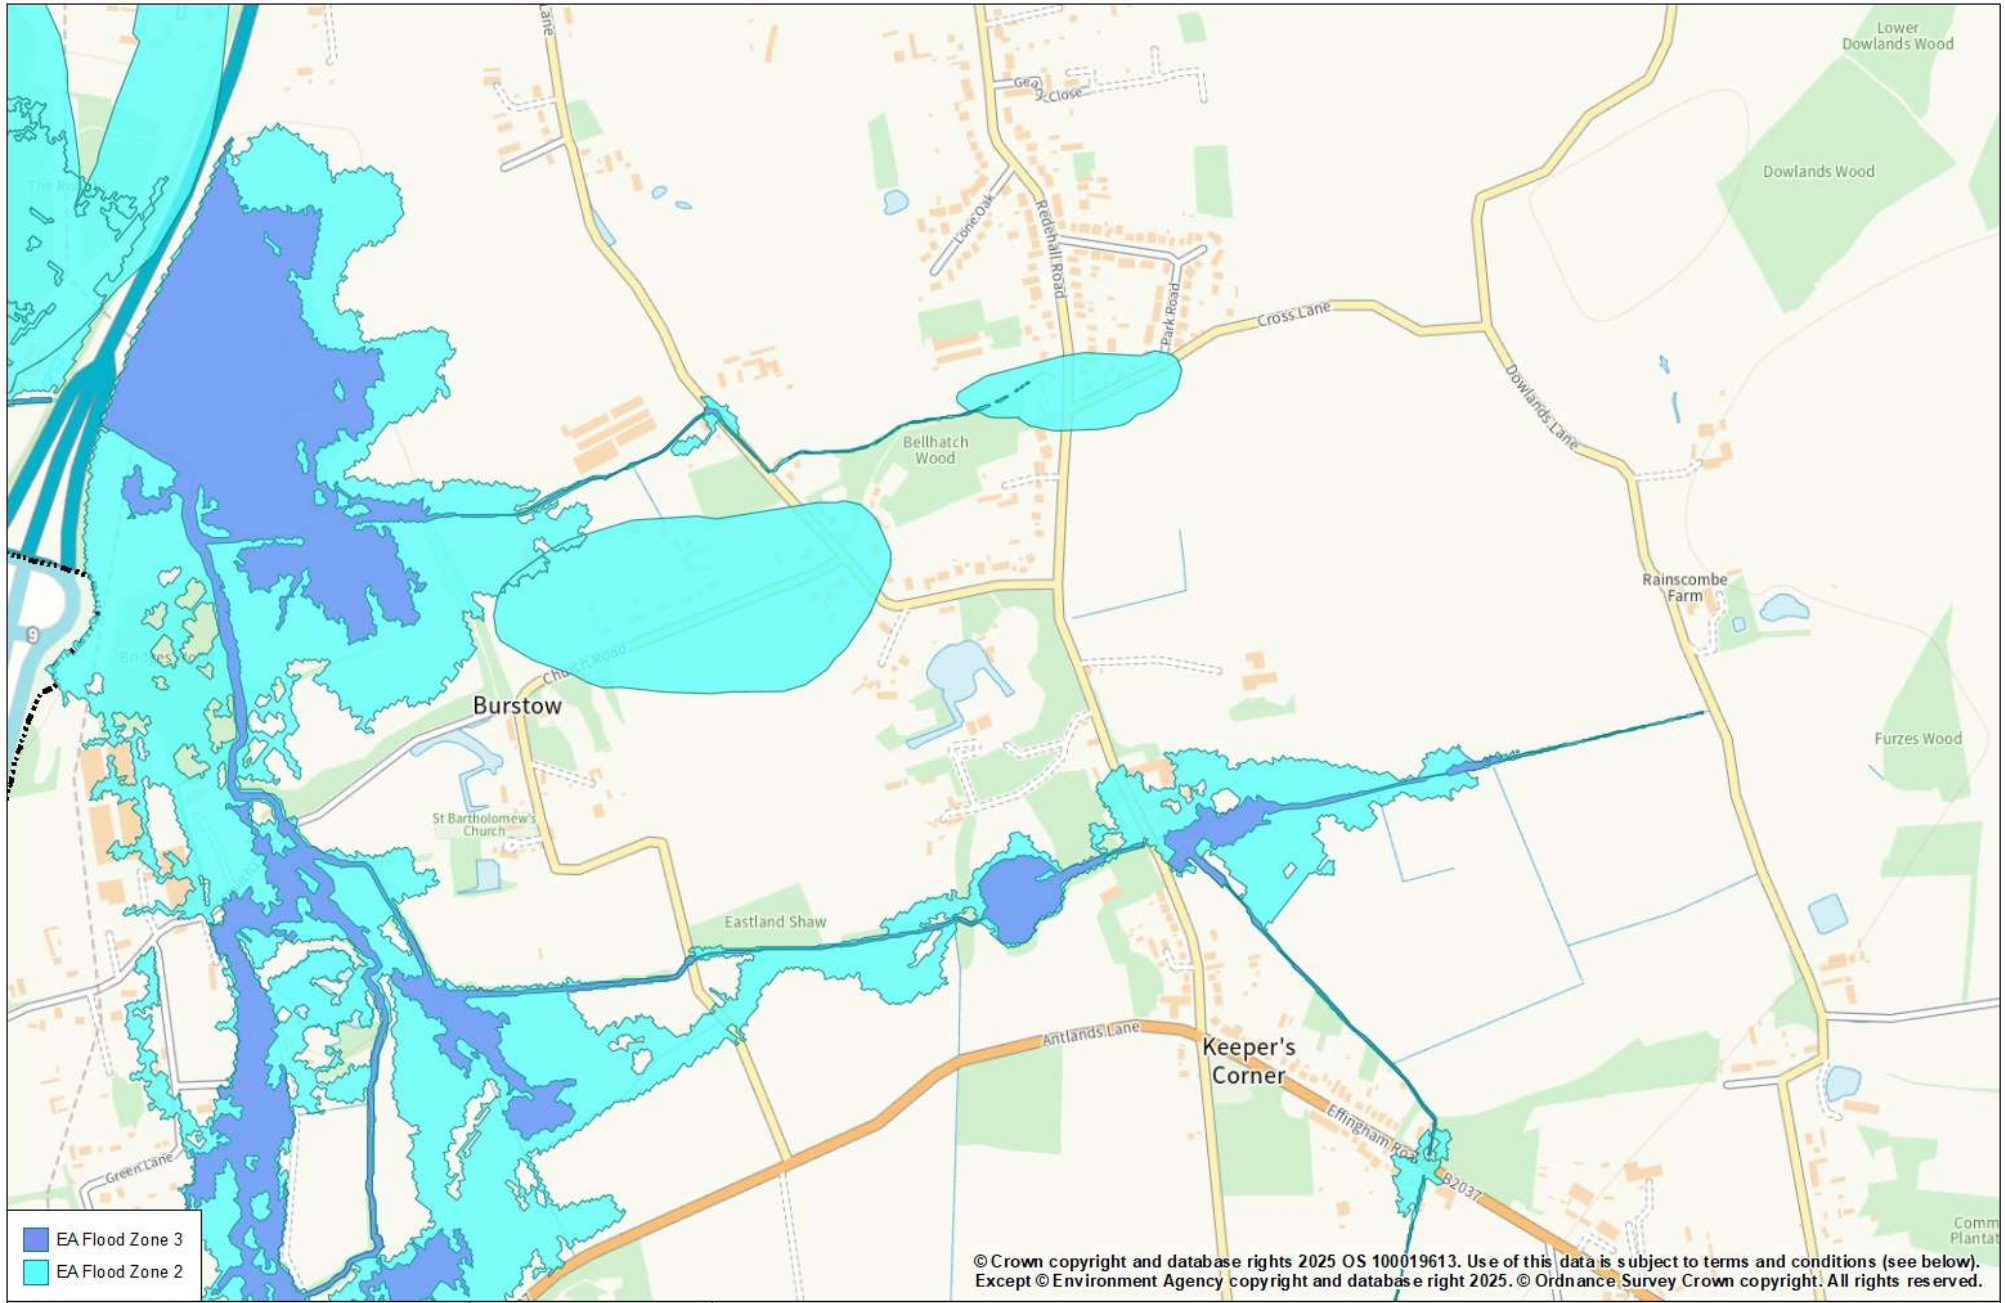 Lane
Lower
Dowlands Wood
Geary Close
Dowlands Wood
Lone Oak
Redehall Road
Park Road
Cross Lane
Dowlands Lane
Bellhatch
Wood
Rainscombe
Farm
9
Church Road
Burstow
Furzes Wood
St Bartholomew's
Church
Eastland Shaw
Antlands Lane
Keeper's
Corner
Effingham Road
B2037
Green Lane
Comm
Plantat
EA Flood Zone 3
EA Flood Zone 2
© Crown copyright and database rights 2025 OS 100019613. Use of this data is subject to terms and conditions (see below).
Except © Environment Agency copyright and database right 2025. © Ordnance Survey Crown copyright. All rights reserved.